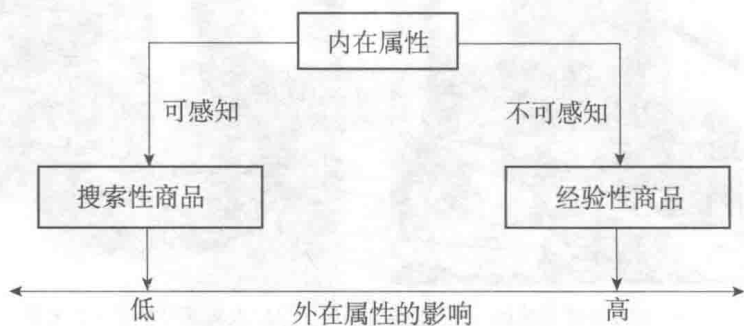 内在属性
可感知
不可感知
搜索性商品
经验性商品
低
外在属性的影响
高